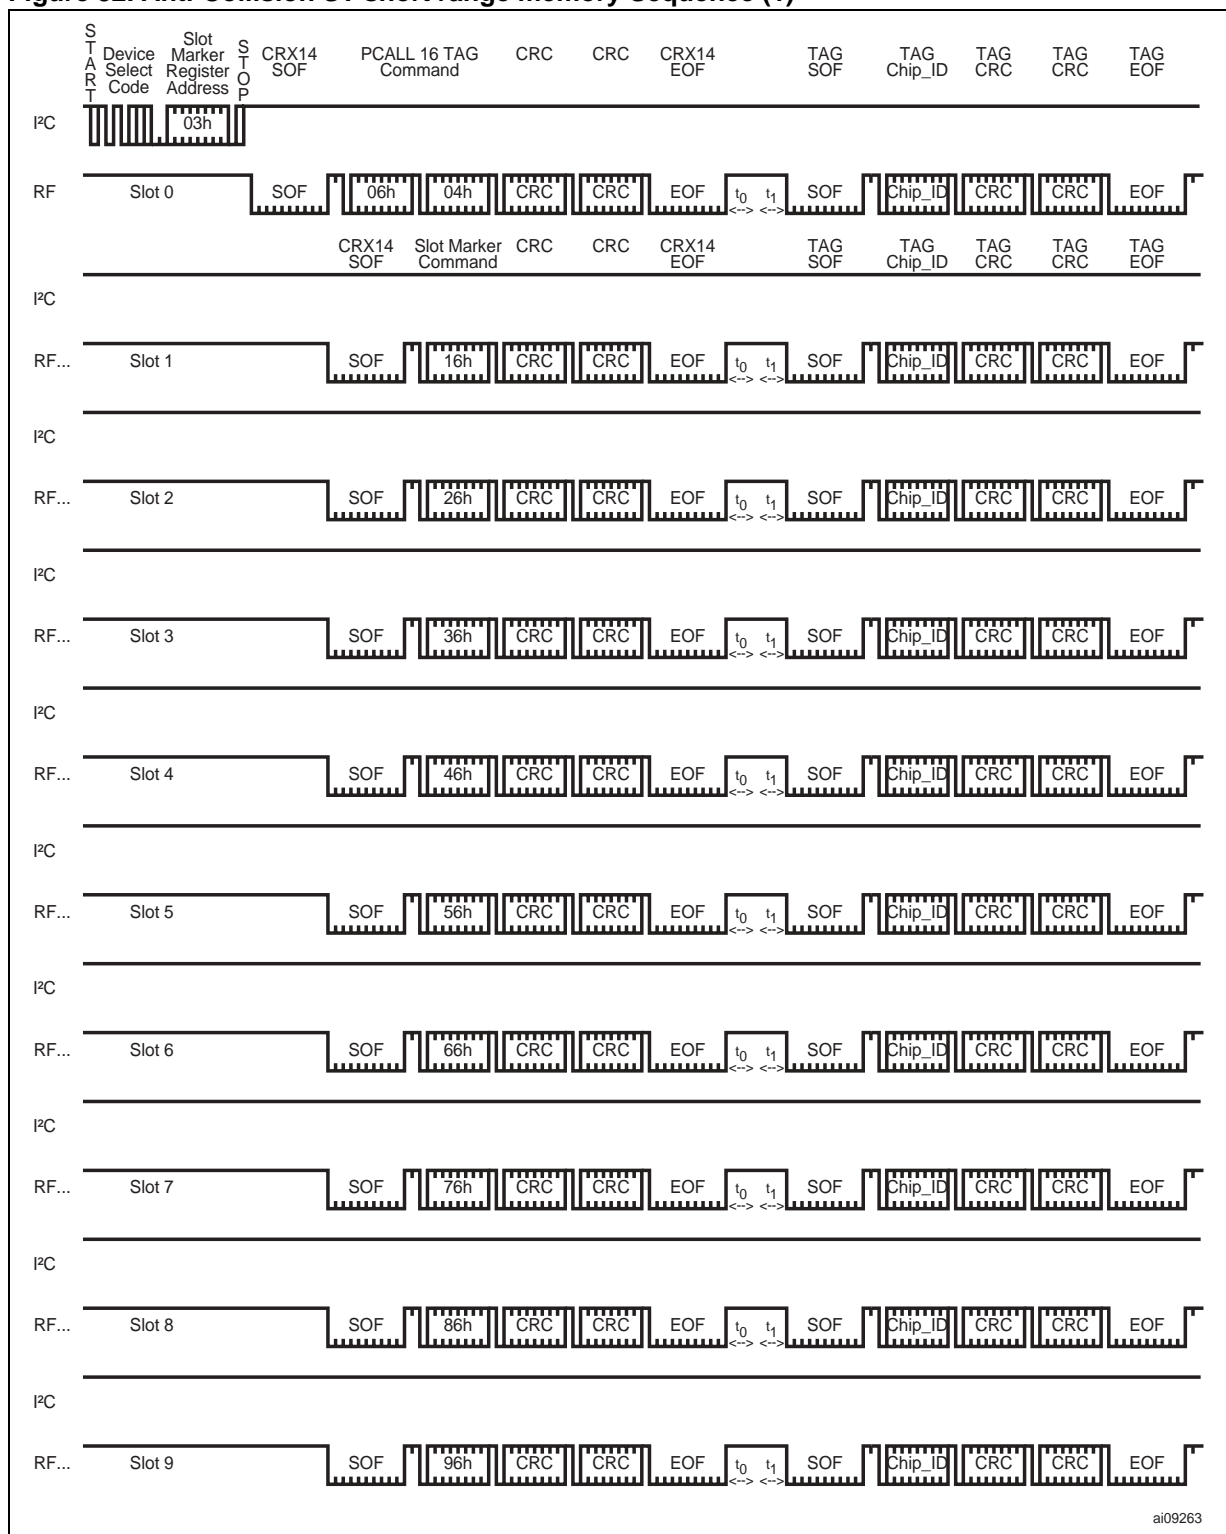 S
T
A
R
T
Device
Select
Code
Slot
Marker
Register
Address
S
T
O
P
CRX14
SOF
PCALL 16 TAG
Command
CRC
CRC
CRX14
EOF
TAG
SOF
TAG
Chip_ID
TAG
CRC
TAG
CRC
TAG
EOF
I²C
03h
RF Slot 0 SOF 06h 04h CRC CRC EOF t0 t1 SOF Chip_ID CRC CRC EOF
<--> <-->
CRX14
SOF
Slot Marker
Command
CRC
CRC
CRX14
EOF
TAG
SOF
TAG
Chip_ID
TAG
CRC
TAG
CRC
TAG
EOF
I²C
RF... Slot 1 SOF 16h CRC CRC EOF t0 t1 SOF Chip_ID CRC CRC EOF
<--> <-->
I²C
RF... Slot 2 SOF 26h CRC CRC EOF t0 t1 SOF Chip_ID CRC CRC EOF
<--> <-->
I²C
RF... Slot 3 SOF 36h CRC CRC EOF t0 t1 SOF Chip_ID CRC CRC EOF
<--> <-->
I²C
RF... Slot 4 SOF 46h CRC CRC EOF t0 t1 SOF Chip_ID CRC CRC EOF
<--> <-->
I²C
RF... Slot 5 SOF 56h CRC CRC EOF t0 t1 SOF Chip_ID CRC CRC EOF
<--> <-->
I²C
RF... Slot 6 SOF 66h CRC CRC EOF t0 t1 SOF Chip_ID CRC CRC EOF
<--> <-->
I²C
RF... Slot 7 SOF 76h CRC CRC EOF t0 t1 SOF Chip_ID CRC CRC EOF
<--> <-->
I²C
RF... Slot 8 SOF 86h CRC CRC EOF t0 t1 SOF Chip_ID CRC CRC EOF
<--> <-->
I²C
RF... Slot 9 SOF 96h CRC CRC EOF t0 t1 SOF Chip_ID CRC CRC EOF
<--> <-->
ai09263